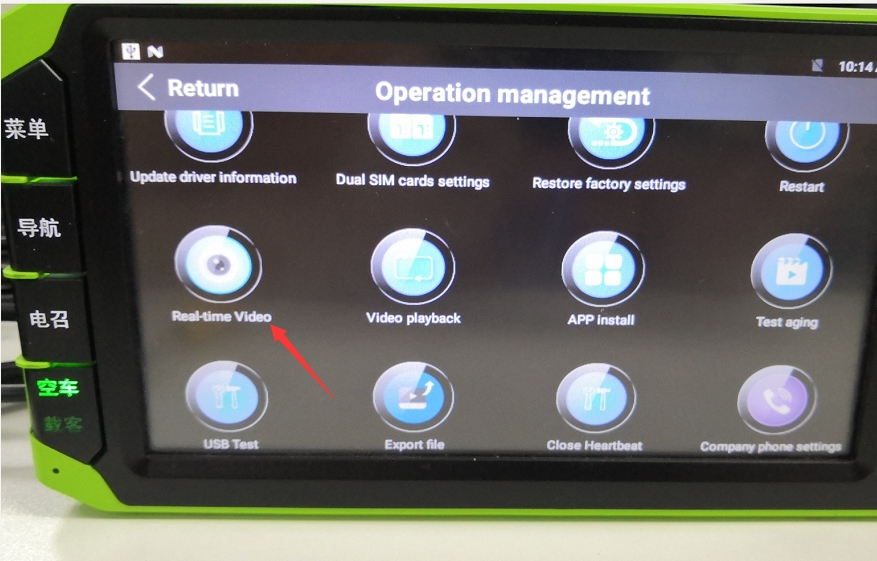 10:14
Return
Operation management
菜单
导航
电召
空车
载客
Update driver information
Dual SIM cards settings
Restore factory settings
Restart
Real-time Video
Video playback
APP install
Test aging
USB Test
Export file
Close Heartbeat
Company phone settings